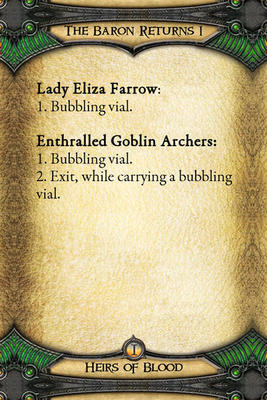 The Baron Returns I
Lady Eliza Farrow:
1. Bubbling vial.
Enthralled Goblin Archers:
1. Bubbling vial.
2. Exit, while carrying a bubbling
vial.
1
Heirs of Blood